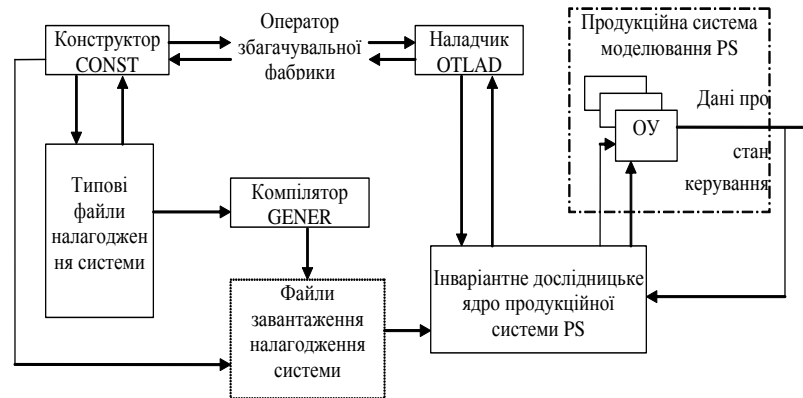 Конструктор
CONST
Оператор
збагачувальної
фабрики
Наладчик
OTLAD
Продукційна система
моделювання PS
ОУ
Дані про
стан
керування
Типові
файли
налагоджен
ня системи
Компілятор
GENER
Файли
завантаження
налагодження
системи
Інваріантне дослідницьке
ядро продукційної
системи PS